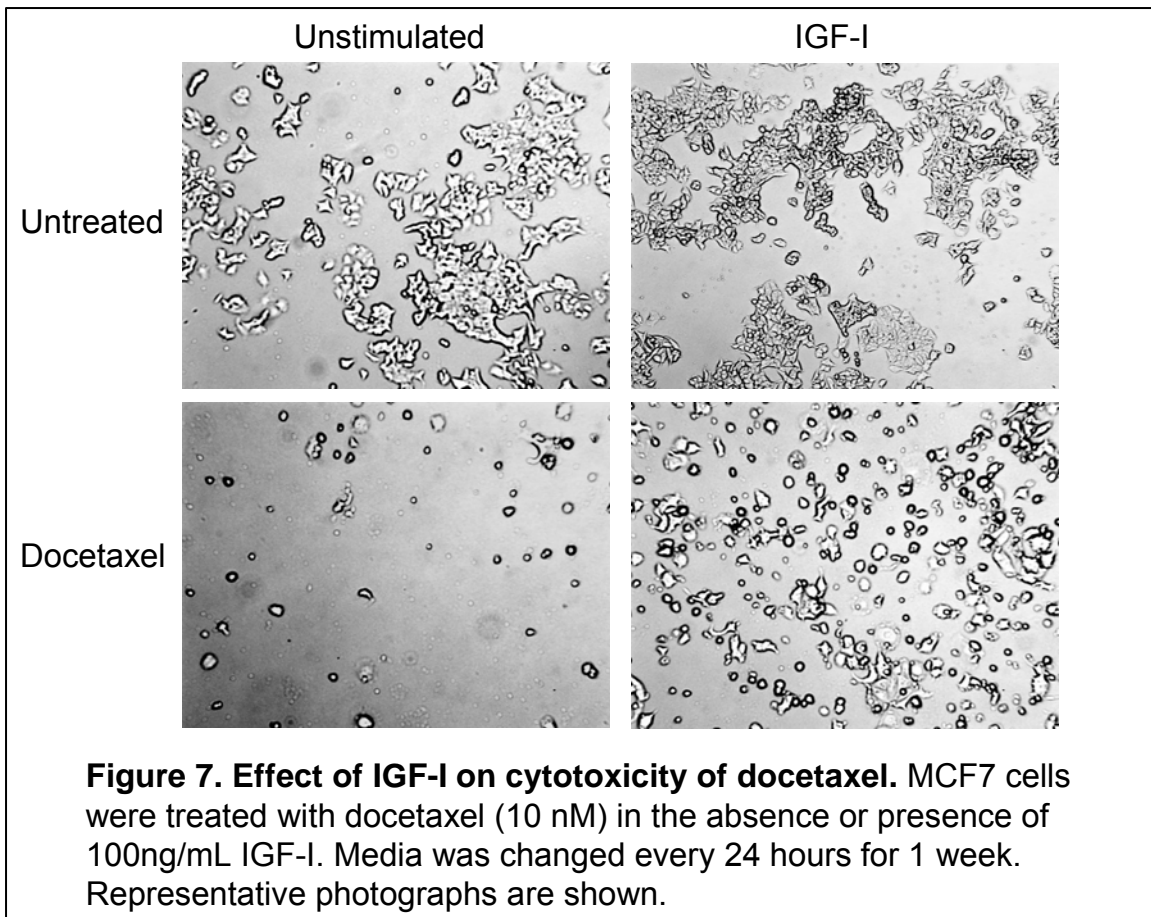 Unstimulated IGF-I
Untreated
Docetaxel
Figure 7. Effect of IGF-I on cytotoxicity of docetaxel. MCF7 cells
were treated with docetaxel (10 nM) in the absence or presence of
100ng/mL IGF-I. Media was changed every 24 hours for 1 week.
Representative photographs are shown.